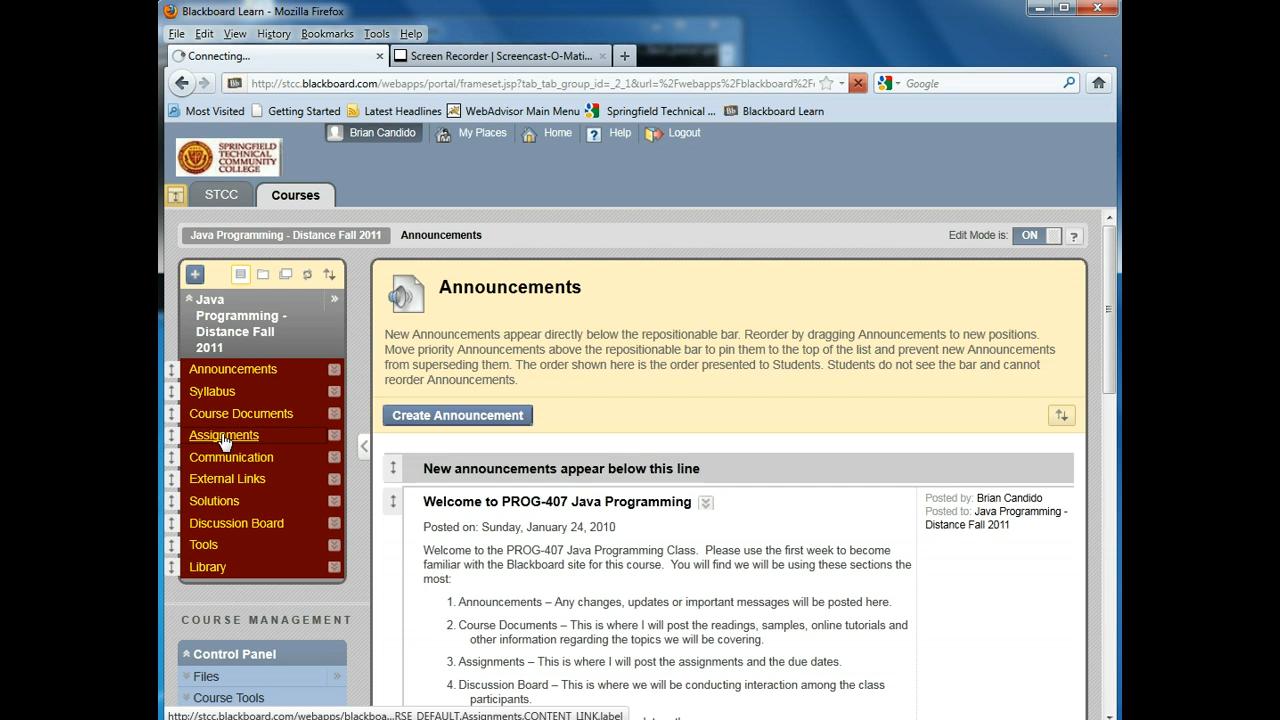 Blackboard Learn - Mozilla Firefox
File Edit View History Bookmarks Tools Help
Connecting...
Screen Recorder | Screencast-O-Mati...
http://stcc.blackboard.com/webapps/portal/frameset.jsp?tab_tab_group_id=_2_1&url=%2Fwebapps%2Fblackboard%2F
Google
Most Visited Getting Started Latest Headlines WebAdvisor Main Menu Springfield Technical ... Blackboard Learn
Brian Candido My Places Home Help Logout
SPRINGFIELD
TECHNICAL
COMMUNITY
COLLEGE
STCC Courses
Java Programming - Distance Fall 2011 Announcements
Edit Mode is: ON ?
Java
Programming -
Distance Fall
2011
Announcements
Syllabus
Course Documents
Assignments
Communication
External Links
Solutions
Discussion Board
Tools
Library
COURSE MANAGEMENT
Control Panel
Files
Course Tools
Announcements
New Announcements appear directly below the repositionable bar. Reorder by dragging Announcements to new positions.
Move priority Announcements above the repositionable bar to pin them to the top of the list and prevent new Announcements
from superseding them. The order shown here is the order presented to Students. Students do not see the bar and cannot
reorder Announcements.
Create Announcement
New announcements appear below this line
Welcome to PROG-407 Java Programming
Posted on: Sunday, January 24, 2010
Welcome to the PROG-407 Java Programming Class. Please use the first week to become
familiar with the Blackboard site for this course. You will find we will be using these sections the
most:
1. Announcements – Any changes, updates or important messages will be posted here.
2. Course Documents – This is where I will post the readings, samples, online tutorials and
other information regarding the topics we will be covering.
3. Assignments – This is where I will post the assignments and the due dates.
4. Discussion Board – This is where we will be conducting interaction among the class
participants.
Posted by: Brian Candido
Posted to: Java Programming -
Distance Fall 2011
http://stcc.blackboard.com/webapps/blackboa...RSE_DEFAULT.Assignments.CONTENT_LINK.label